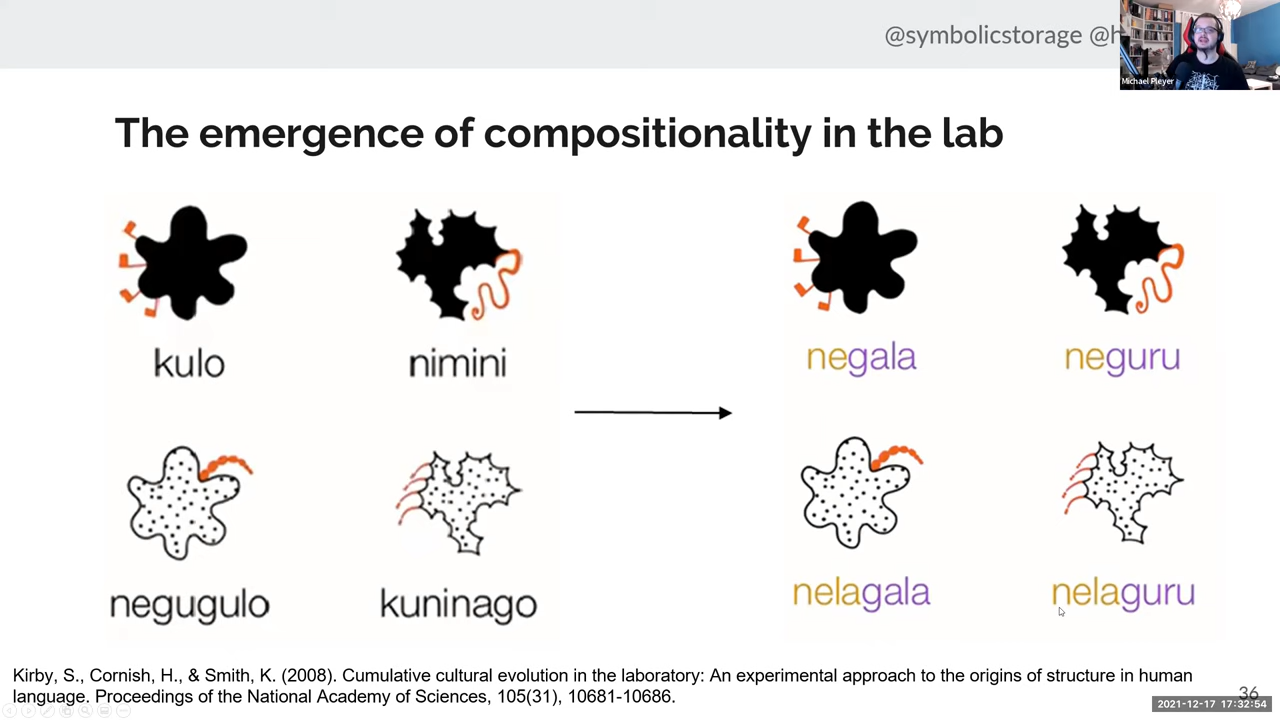 @symbolicstorage @h
Michael Pleyer
The emergence of compositionality in the lab
kulo
nimini
negala
neguru
negugulo
kuninago
nelagala
nelaguru
Kirby, S., Cornish, H., & Smith, K. (2008). Cumulative cultural evolution in the laboratory: An experimental approach to the origins of structure in human
language. Proceedings of the National Academy of Sciences, 105(31), 10681-10686.
36
2021-12-17 17:32:54